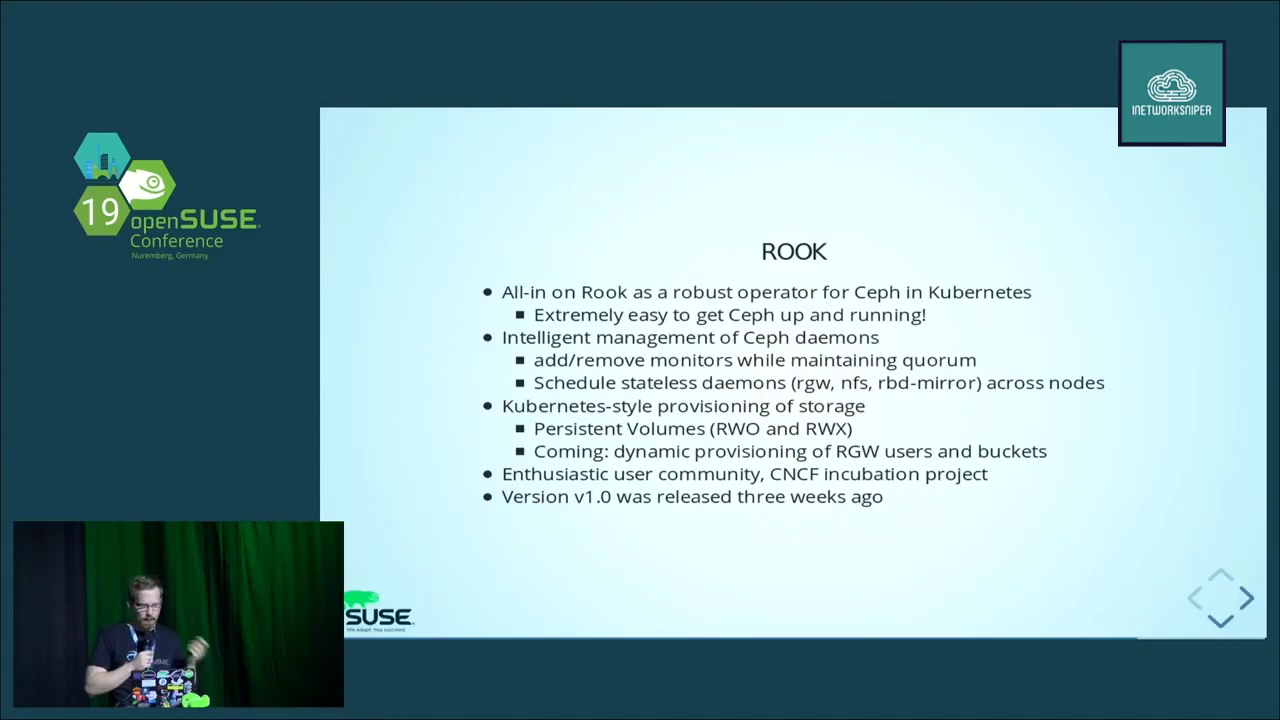 INETWORKSNIPER
19
openSUSE
Conference
Nuremberg, Germany
ROOK
All-in on Rook as a robust operator for Ceph in Kubernetes
Extremely easy to get Ceph up and running!
Intelligent management of Ceph daemons
add/remove monitors while maintaining quorum
Schedule stateless daemons (rgw, nfs, rbd-mirror) across nodes
Kubernetes-style provisioning of storage
Persistent Volumes (RWO and RWX)
Coming: dynamic provisioning of RGW users and buckets
Enthusiastic user community, CNCF incubation project
Version v1.0 was released three weeks ago
SUSE
We adapt. You succeed.